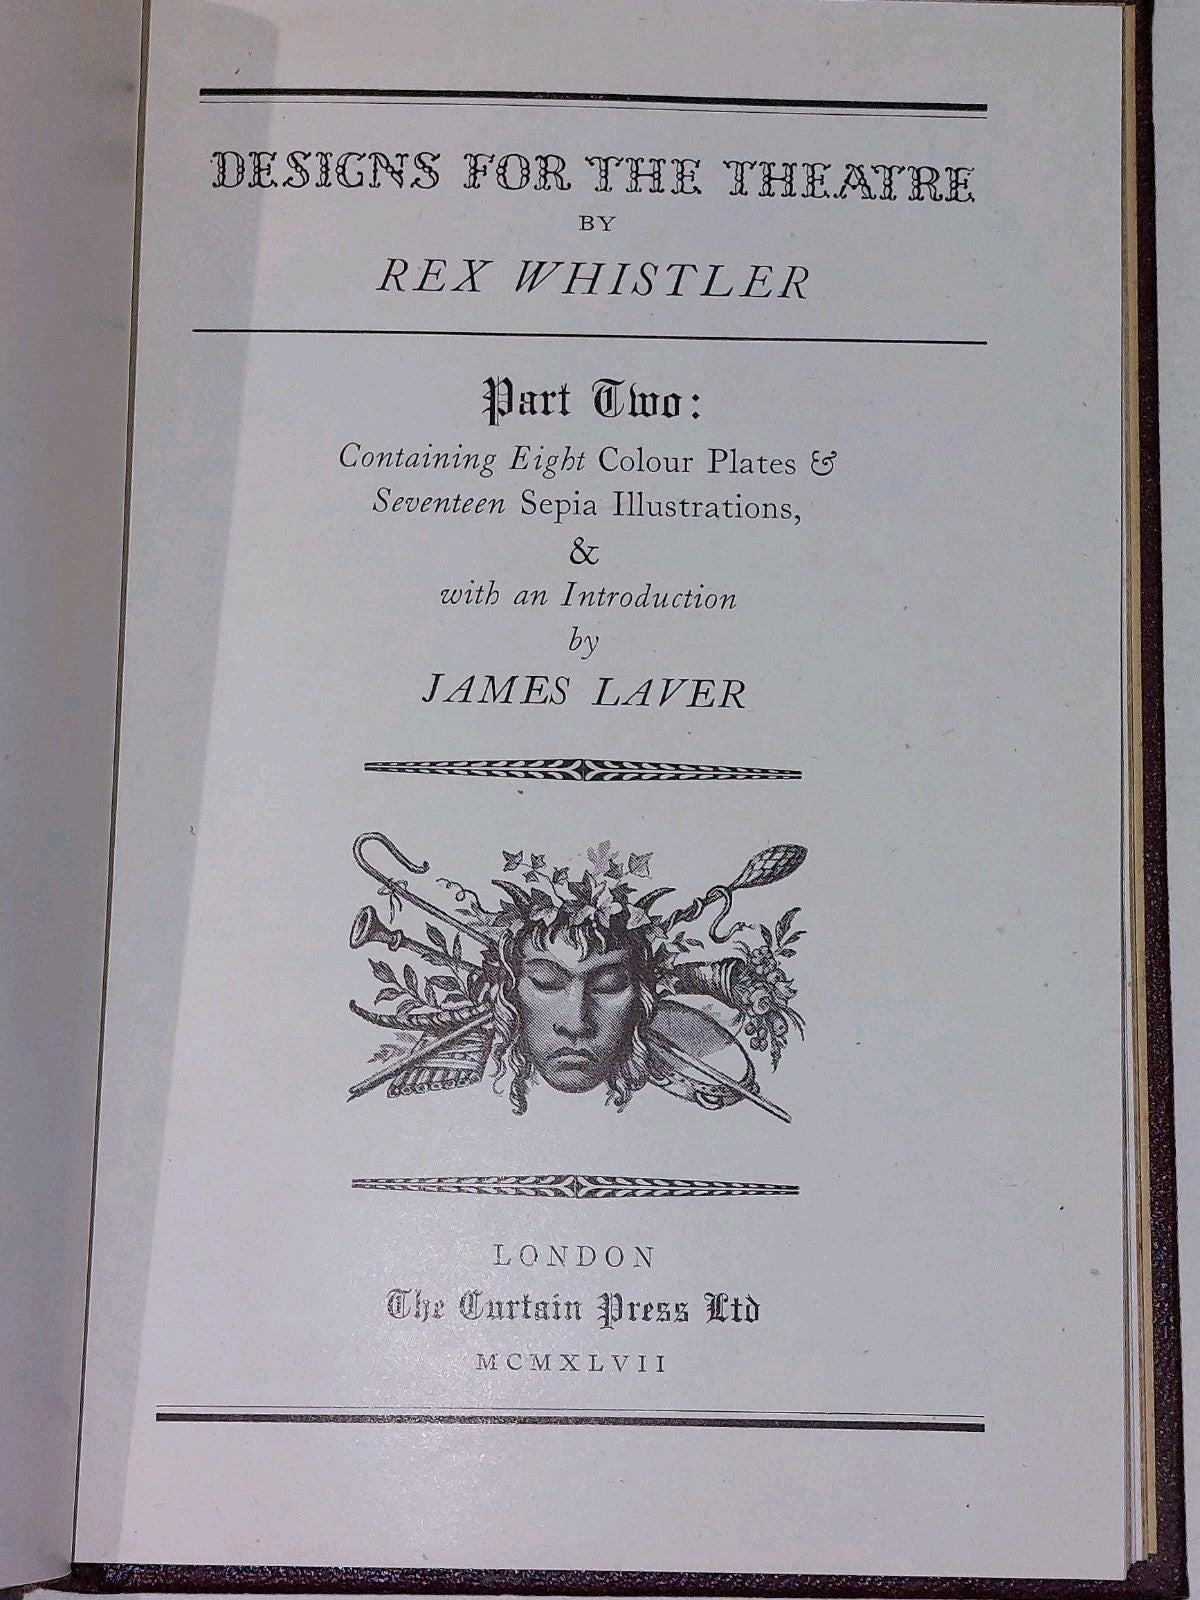 DESIGNS FOR THE THEATRE
BY
REX WHISTLER
Part Two:
Containing Eight Colour Plates &
Seventeen Sepia Illustrations,
&
with an Introduction
by
JAMES LAVER
LONDON
The Curtain Press Ltd
MCMXLVII